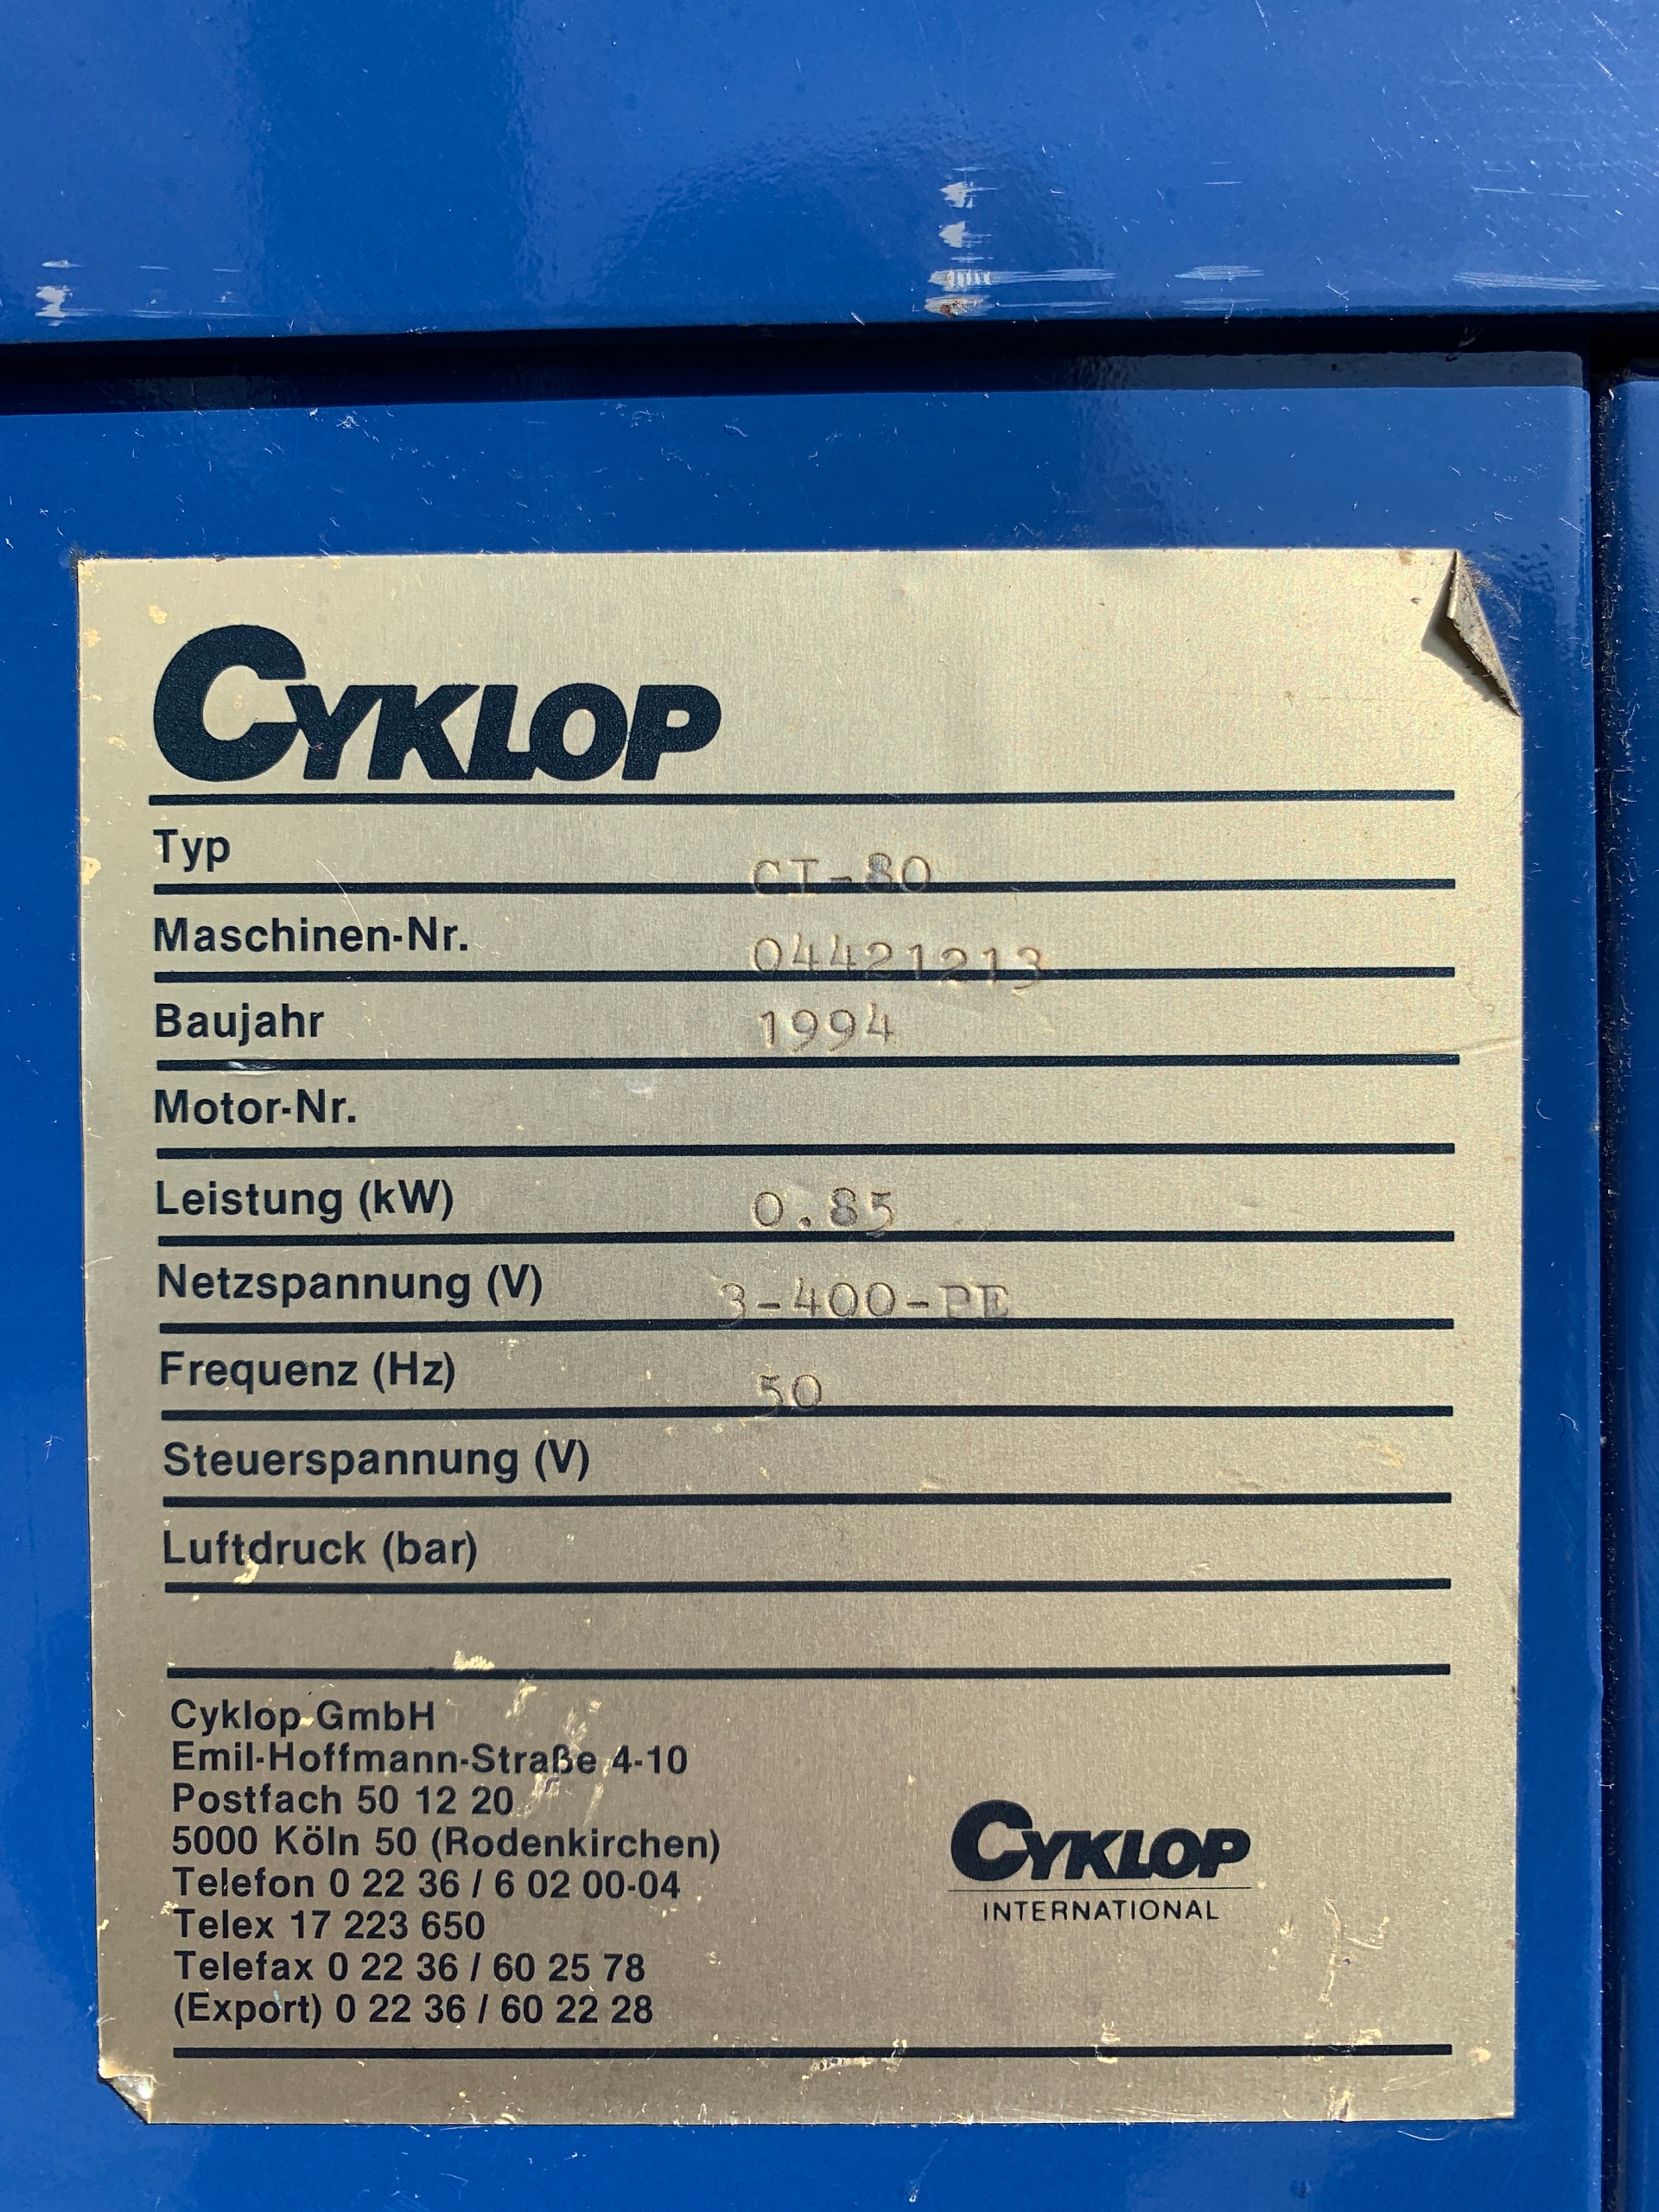 CYKLOP
Typ CI-80
Maschinen-Nr. 04421213
Baujahr 1994
Motor-Nr.
Leistung (kW) 0.85
Netzspannung (V) 3-400-PE
Frequenz (Hz) 50
Steuerspannung (V)
Luftdruck (bar)
Cyklop GmbH
Emil-Hoffmann-Straße 4-10
Postfach 50 12 20
5000 Köln 50 (Rodenkirchen)
Telefon 0 22 36 / 6 02 00-04
Telex 17 223 650
Telefax 0 22 36 / 60 25 78
(Export) 0 22 36 / 60 22 28
CYKLOP
INTERNATIONAL